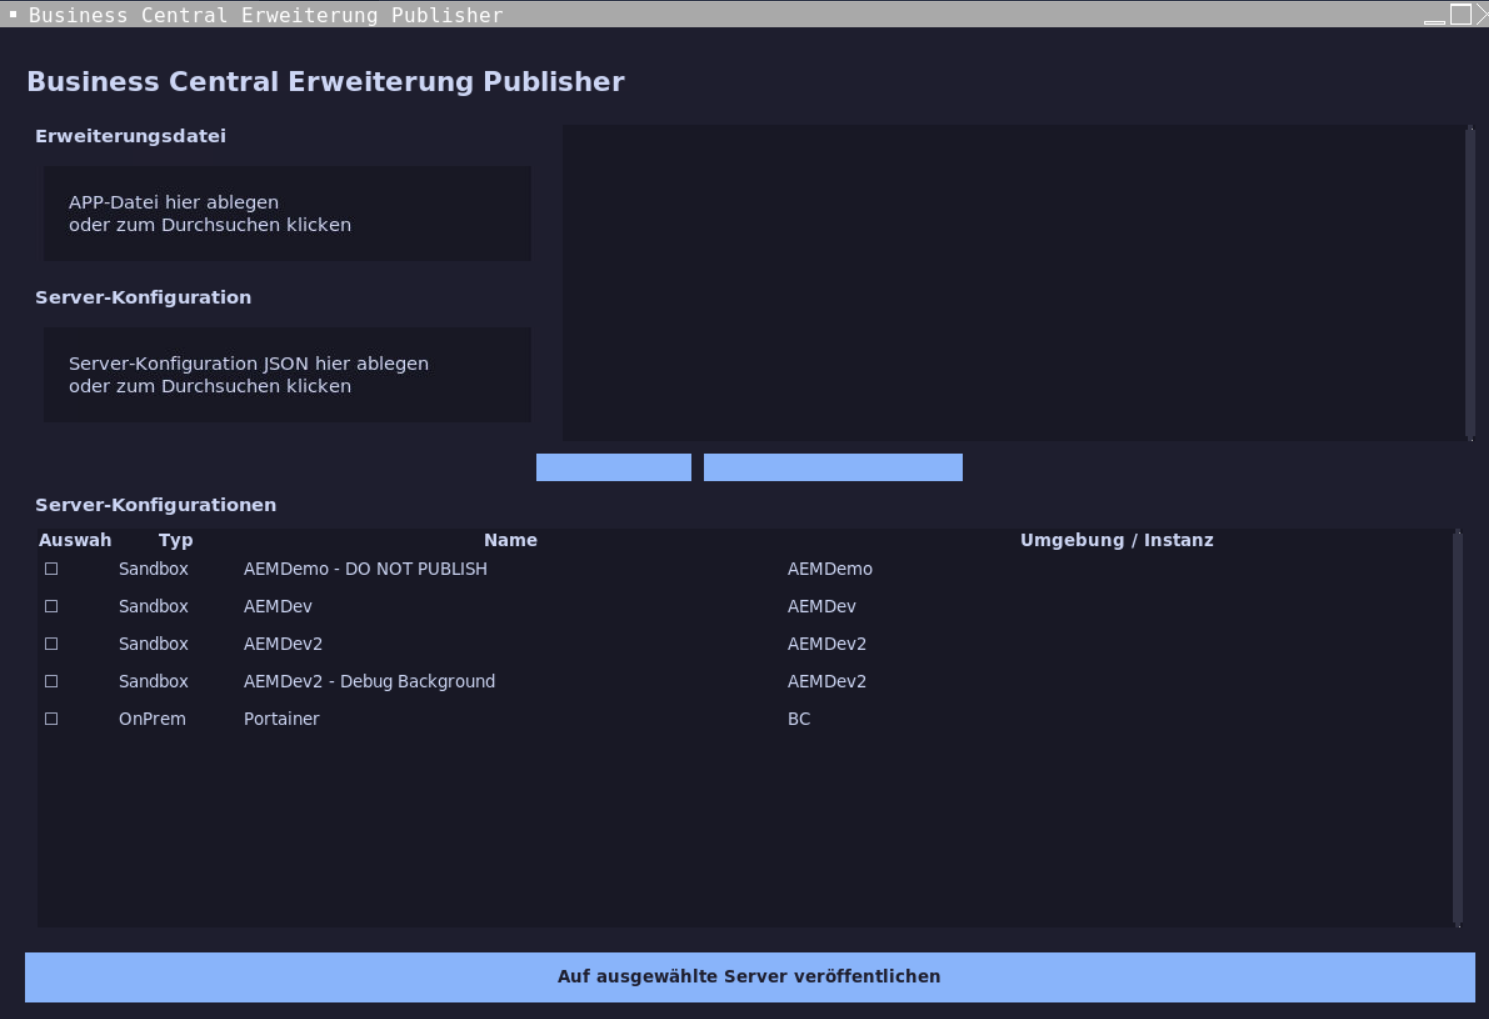 Business Central Erweiterung Publisher
Business Central Erweiterung Publisher
Erweiterungsdatei
APP-Datei hier ablegen
oder zum Durchsuchen klicken
Server-Konfiguration
Server-Konfiguration JSON hier ablegen
oder zum Durchsuchen klicken
Server-Konfigurationen
Auswah Typ Name Umgebung / Instanz
Sandbox AEMDemo - DO NOT PUBLISH AEMDemo
Sandbox AEMDev AEMDev
Sandbox AEMDev2 AEMDev2
Sandbox AEMDev2 - Debug Background AEMDev2
OnPrem Portainer BC
Auf ausgewählte Server veröffentlichen